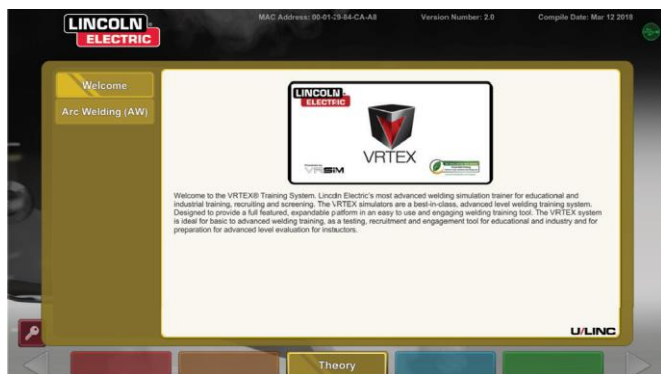 LINCOLN
ELECTRIC
MAC Address: 00-01-29-84-CA-A8 Version Number: 2.0 Compile Date: Mar 12 2018
Welcome
Arc Welding (AW)
LINCOLN
ELECTRIC
VRTEX
VRSIM
Welcome to the VRTEX® Training System. Lincoln Electric's most advanced welding simulation trainer for educational and
industrial training, recruiting and screening. The VRTEX simulators are a best-in-class, advanced level welding training system.
Designed to provide a full featured, expandable platform in an easy to use and engaging welding training tool. The VRTEX system
is ideal for basic to advanced welding training, as a testing, recruitment and engagement tool for educational and industry and for
preparation for advanced level evaluation for instuctors.
U/LINC
Theory